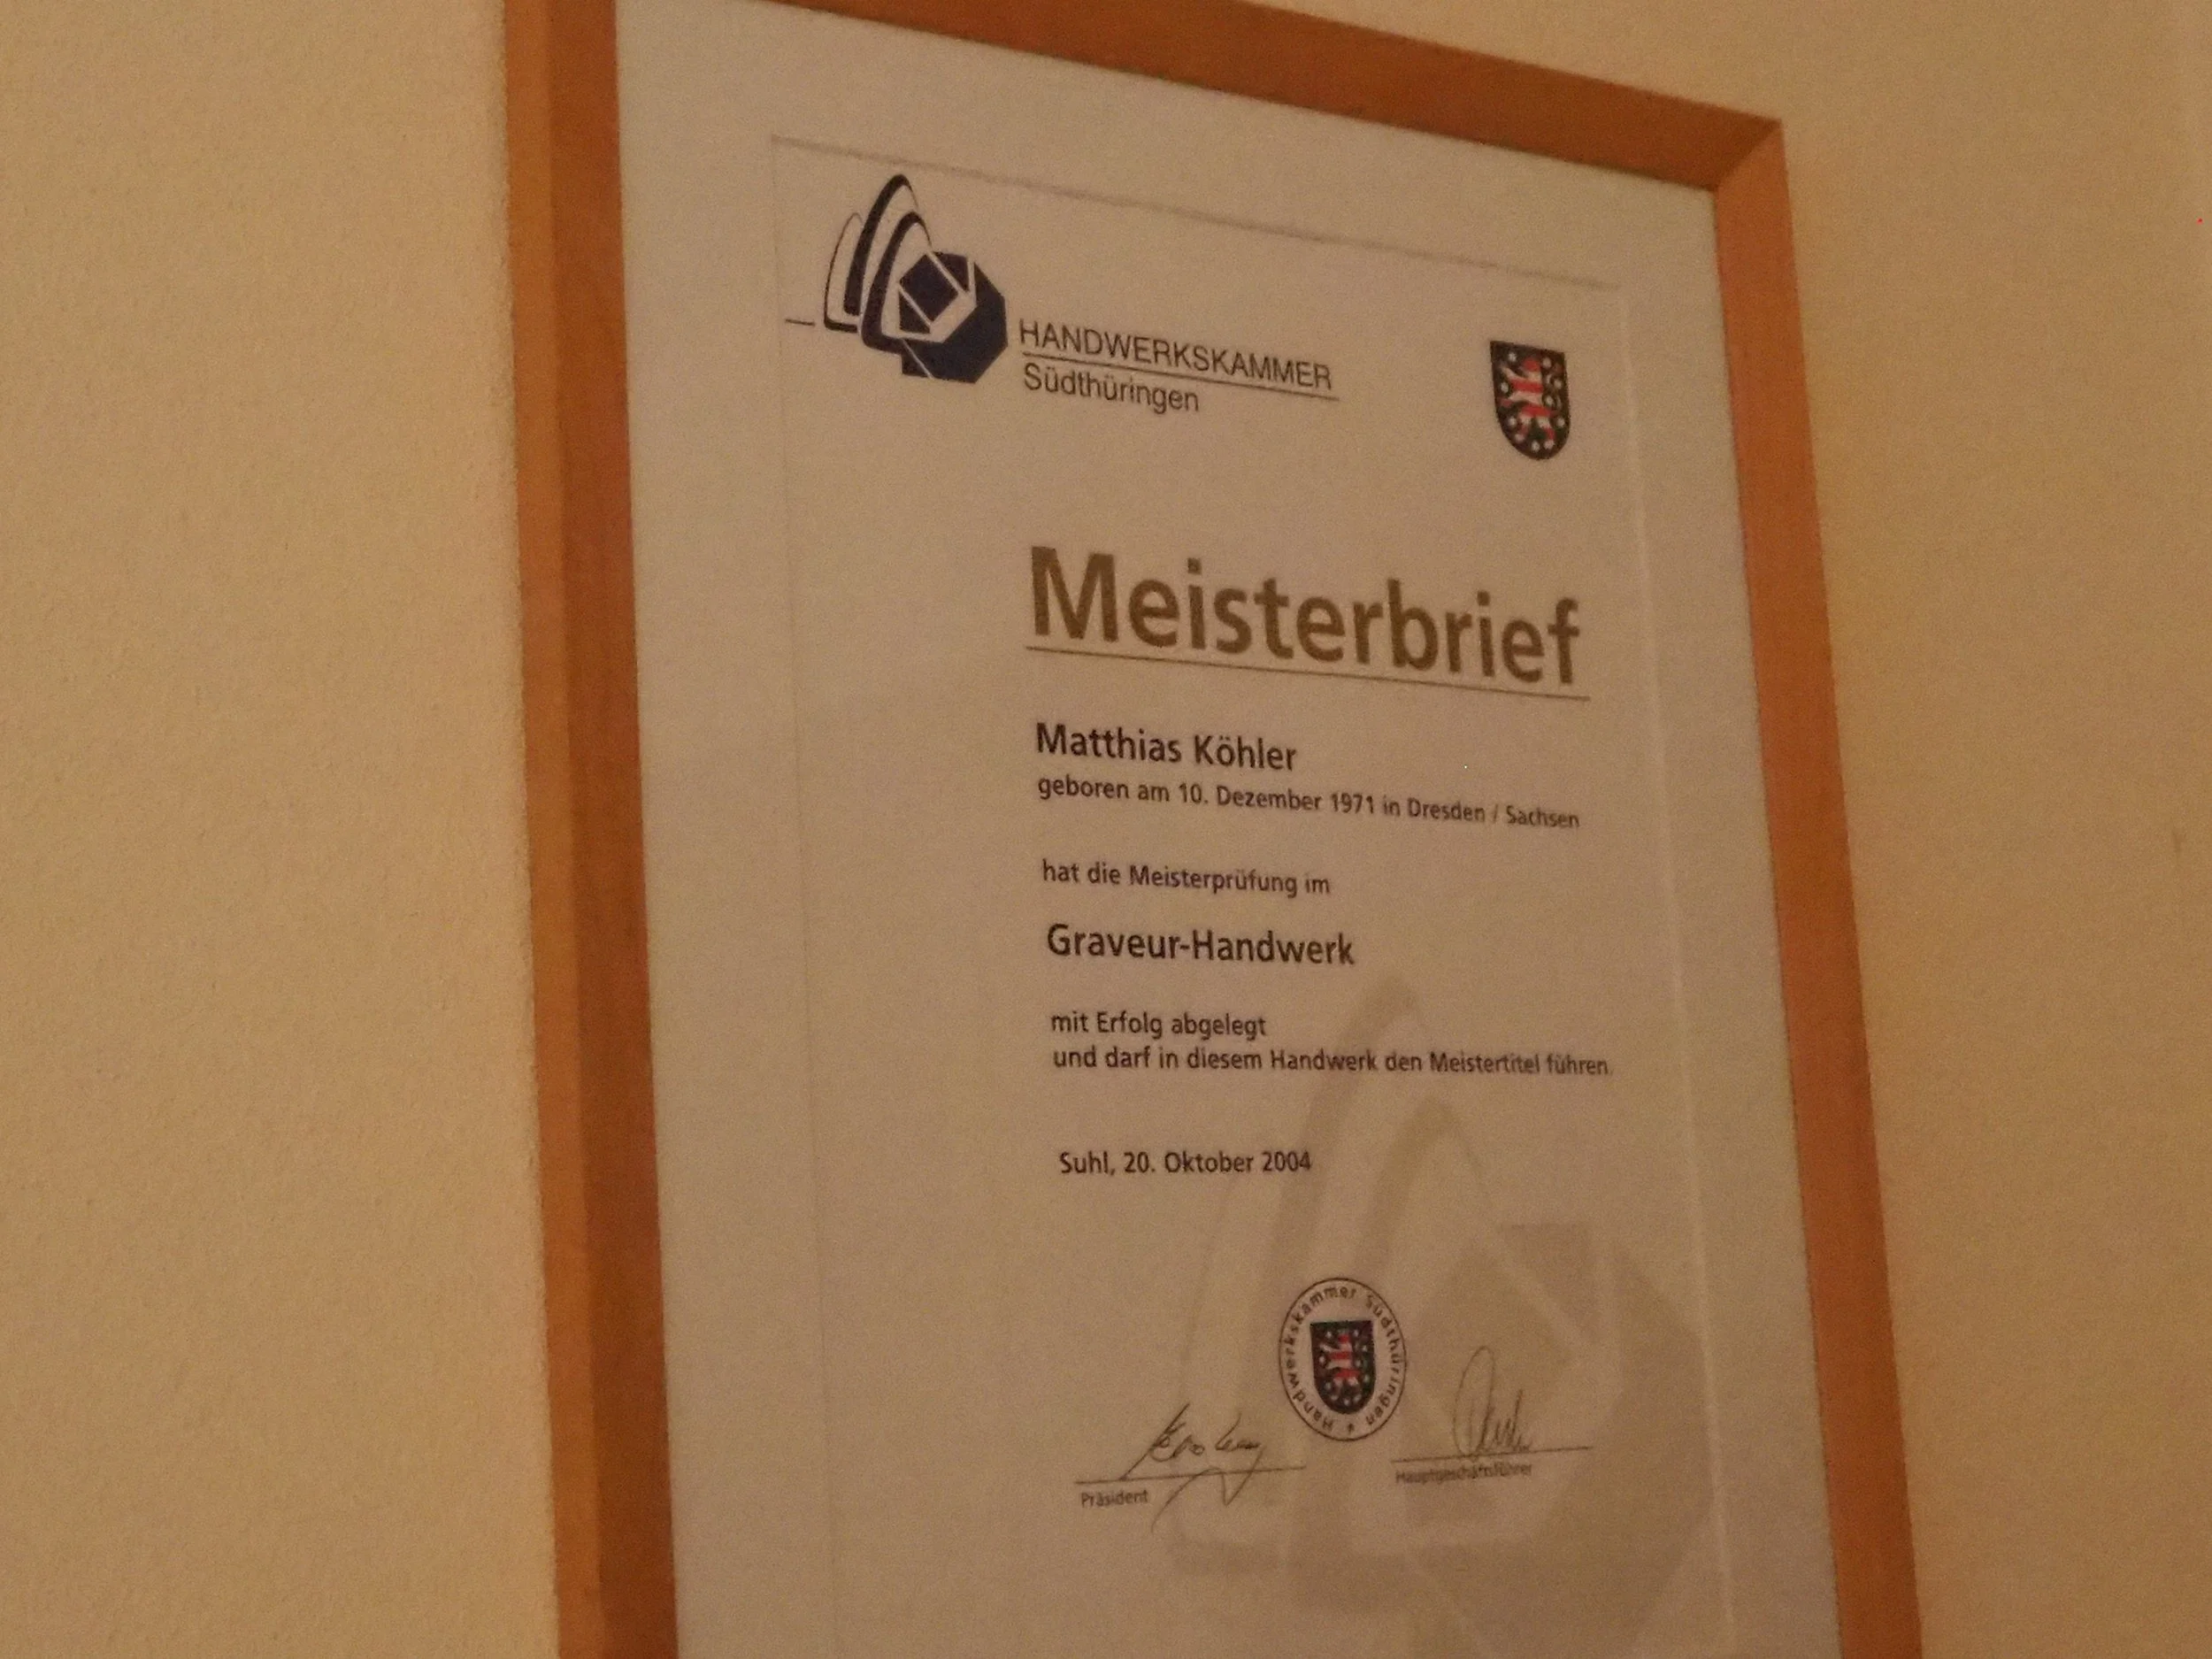 HANDWERKSKAMMER
Südthüringen
Meisterbrief
Matthias Köhler
geboren am 10. Dezember 1971 in Dresden / Sachsen
hat die Meisterprüfung im
Graveur-Handwerk
mit Erfolg abgelegt
und darf in diesem Handwerk den Meistertitel führen.
Suhl, 20. Oktober 2004
Handwerkskammer Südthüringen
Präsident
Hauptgeschäftsführer